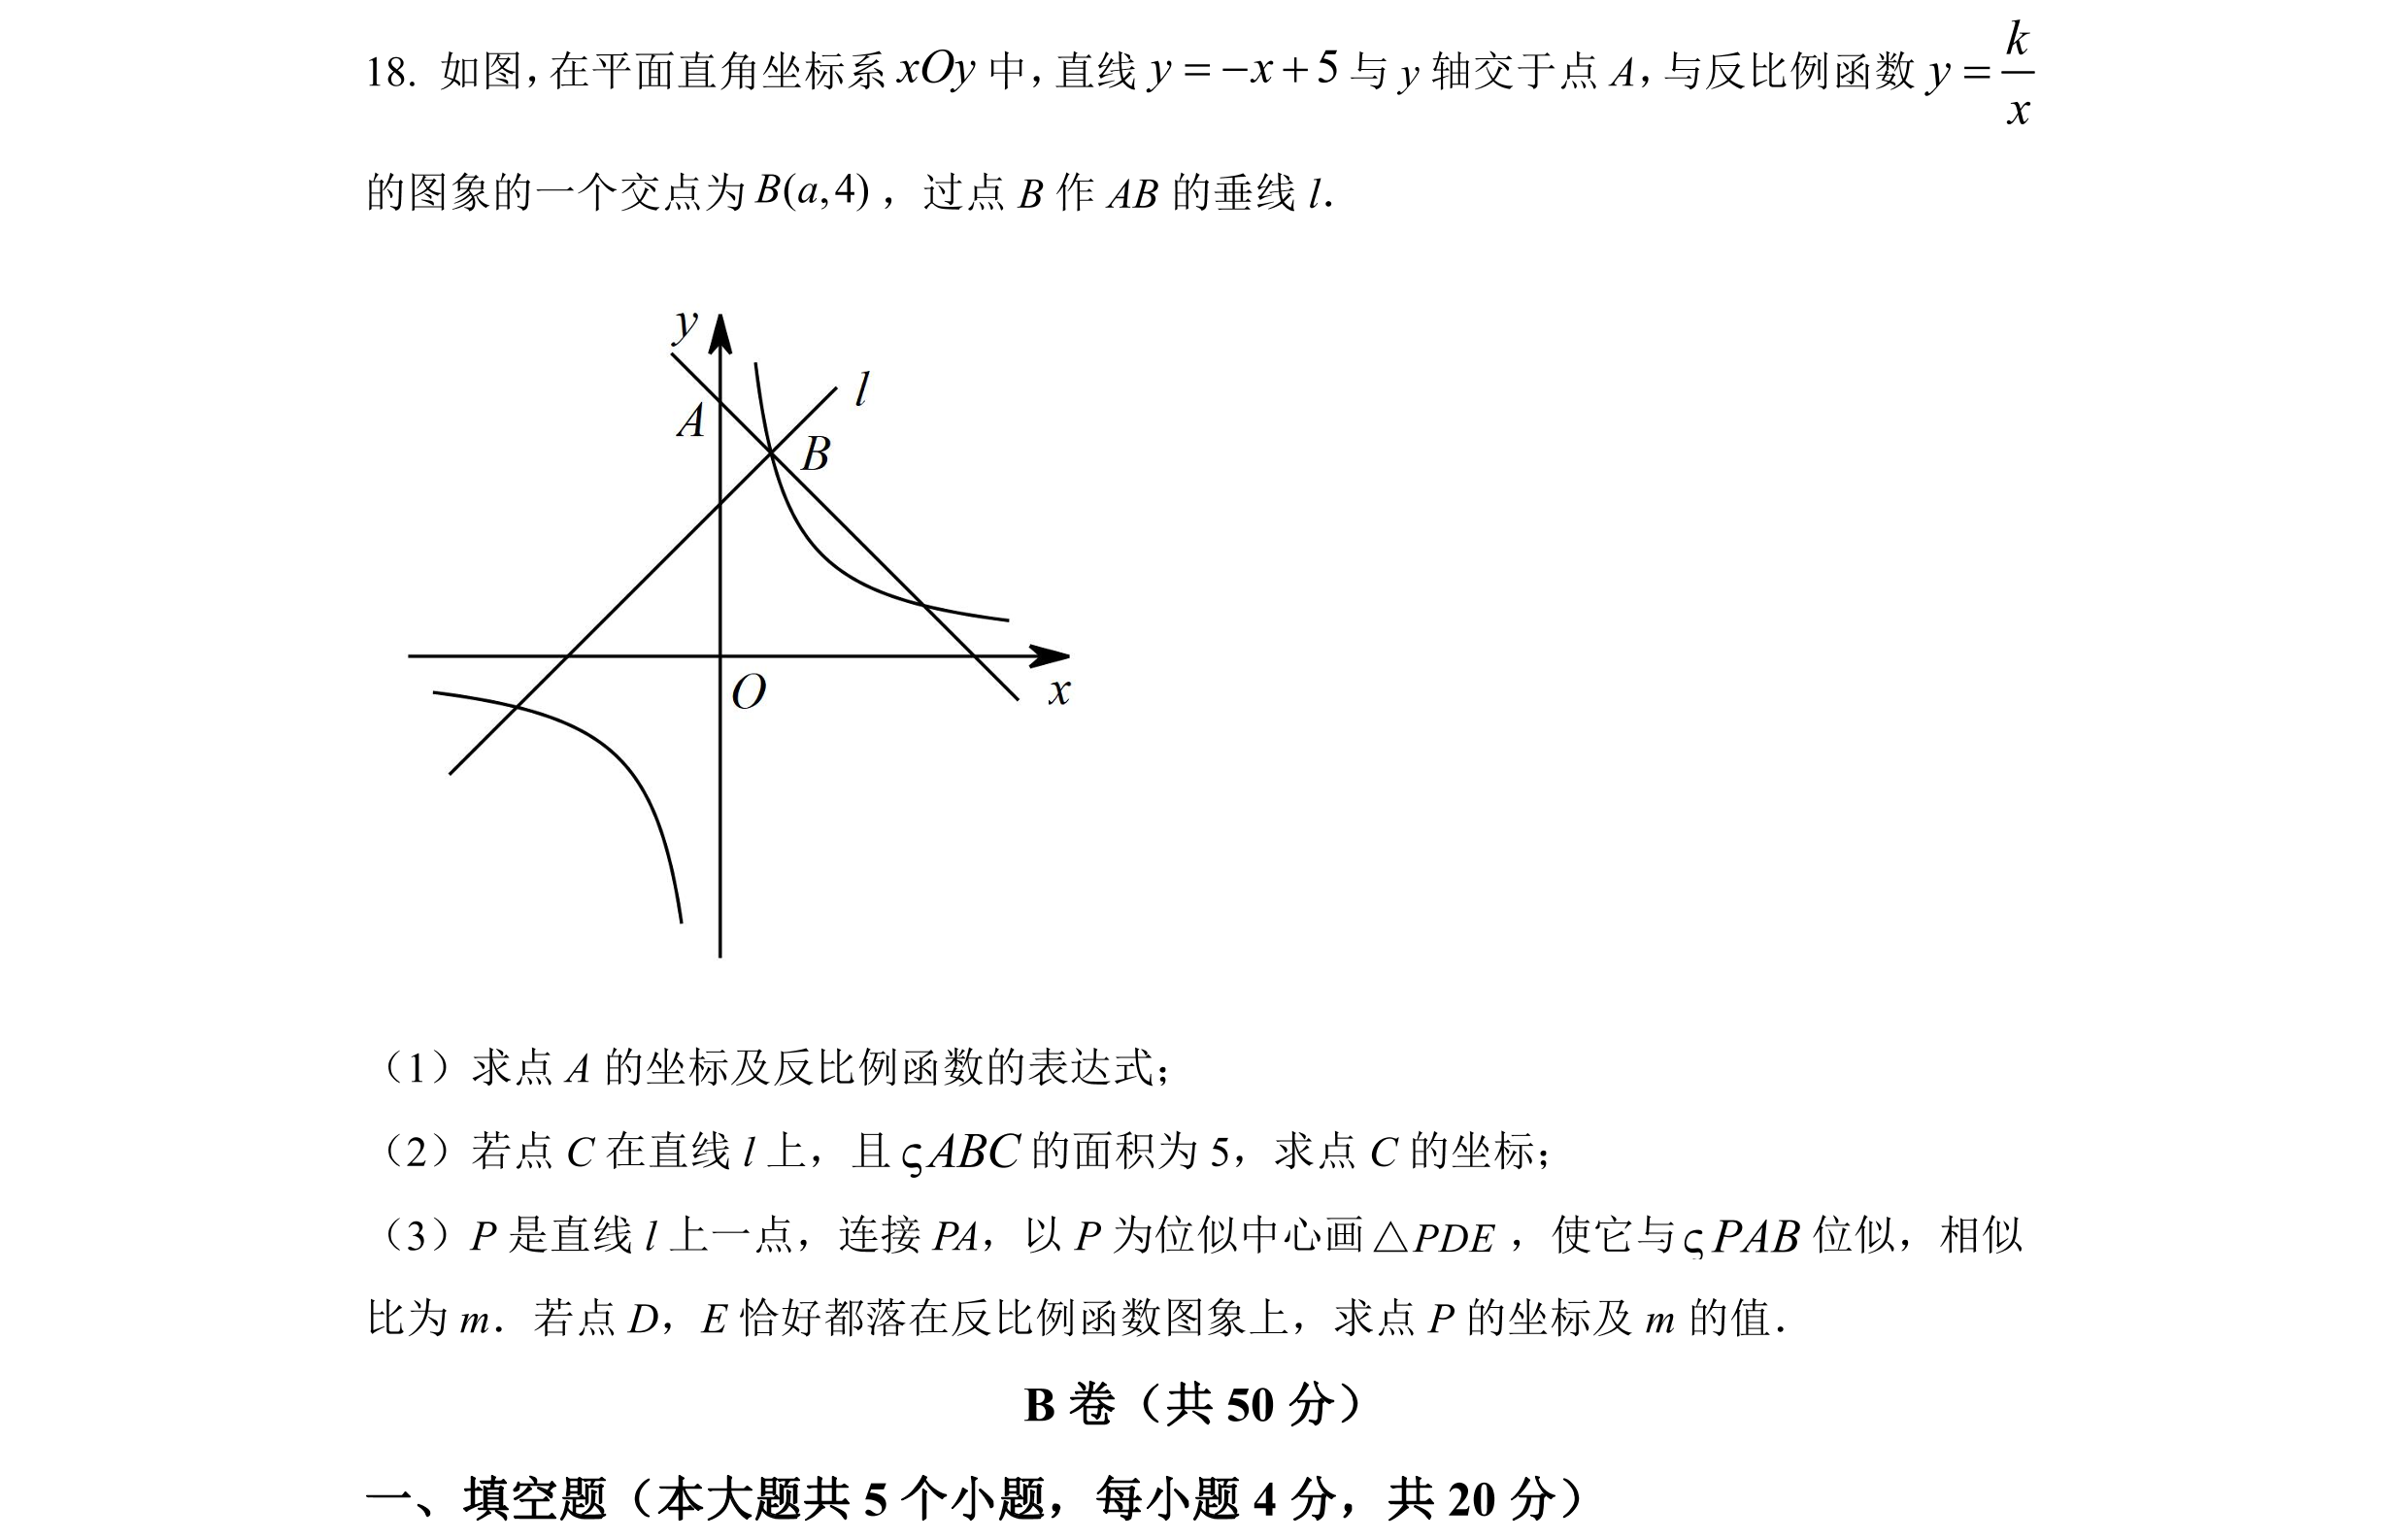 18. 如图,在平面直角坐标系 xOy 中,直线 y = −x + 5 与 y 轴交于点 A,与反比例函数 y = k/x
的图象的一个交点为 B(a,4) ，过点 B 作 AB 的垂线 l．
y
l
A
B
O
x
（1）求点 A 的坐标及反比例函数的表达式；
（2）若点 C 在直线 l 上，且 ςABC 的面积为 5，求点 C 的坐标；
（3）P 是直线 l 上一点，连接 PA，以 P 为位似中心画 △PDE ，使它与 ςPAB 位似，相似
比为 m．若点 D，E 恰好都落在反比例函数图象上，求点 P 的坐标及 m 的值．
B 卷（共 50 分）
一、填空题（本大题共 5 个小题，每小题 4 分，共 20 分）